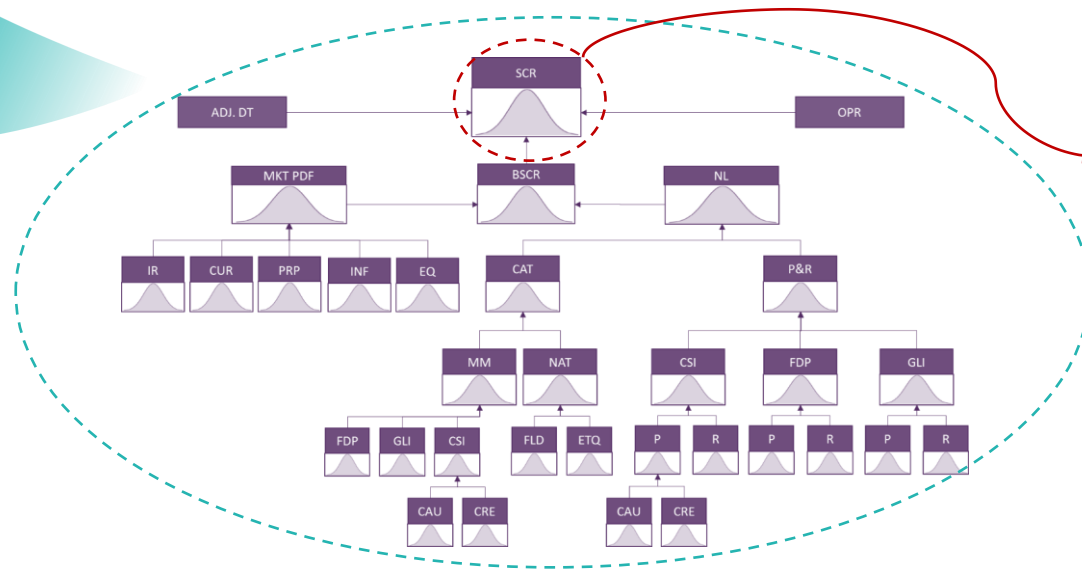 SCR
ADJ. DT
OPR
MKT PDF
BSCR
NL
IR
CUR
PRP
INF
EQ
CAT
P&R
MM
NAT
CSI
FDP
GLI
FDP
GLI
CSI
FLD
ETQ
P
R
P
R
P
R
CAU
CRE
CAU
CRE